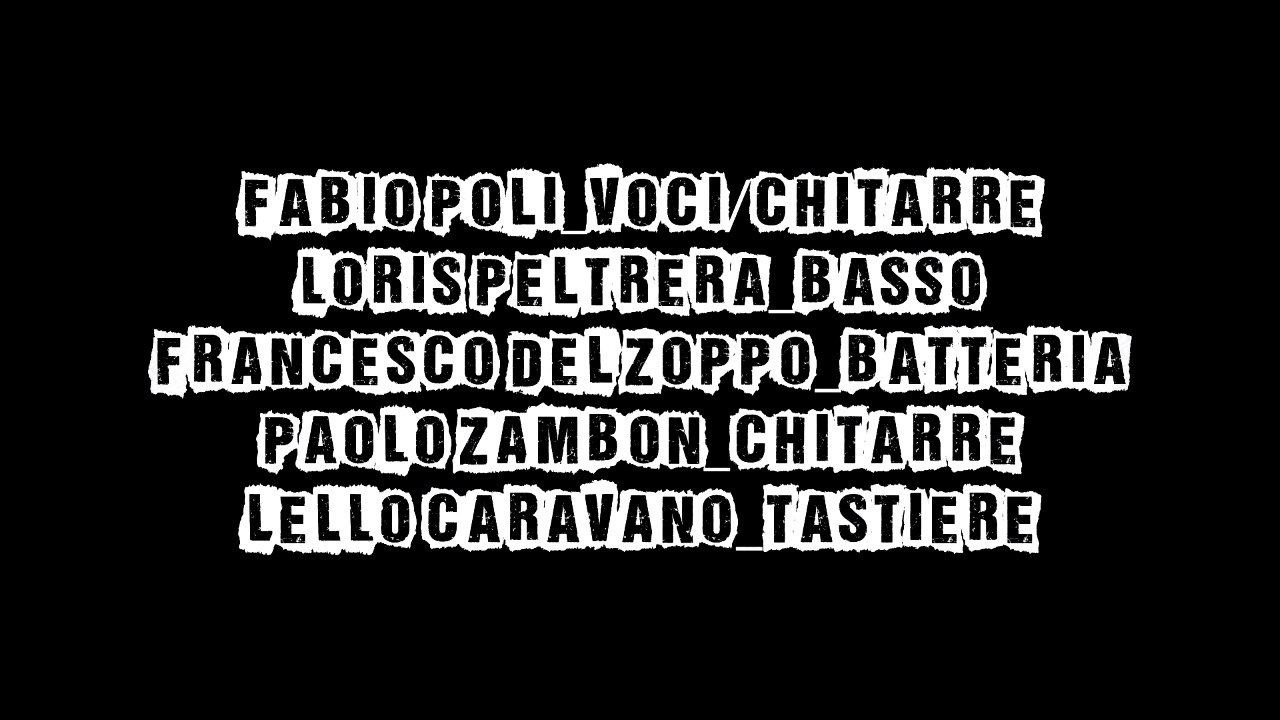 FABIO POLI_VOCI/CHITARRE
LORIS PELTRERA_BASSO
FRANCESCO DEL ZOPPO_BATTERIA
PAOLO ZAMBON_CHITARRE
LELLO CARAVANO_TASTIERE